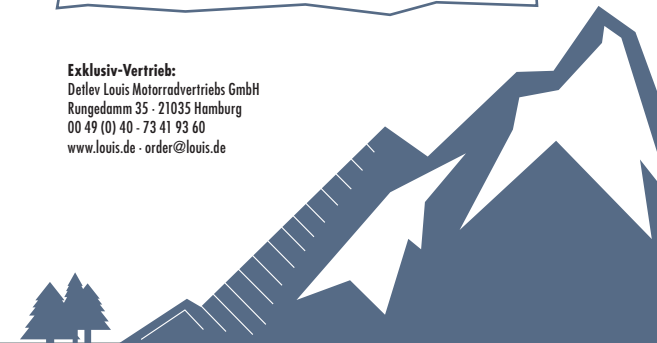 Exklusiv-Vertrieb:
Detlev Louis Motorradvertriebs GmbH
Rungedamm 35 · 21035 Hamburg
00 49 (0) 40 - 73 41 93 60
www.louis.de · order@louis.de